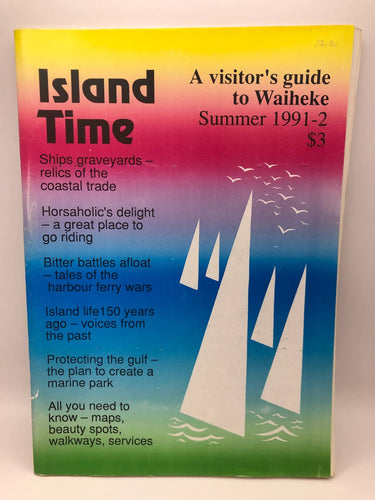 12.00
Island
Time
A visitor's guide
to Waiheke
Summer 1991-2
$3
Ships graveyards –
relics of the
coastal trade
Horsaholic's delight
– a great place to
go riding
Bitter battles afloat
– tales of the
harbour ferry wars
Island life150 years
ago – voices from
the past
Protecting the gulf –
the plan to create a
marine park
All you need to
know – maps,
beauty spots,
walkways, services